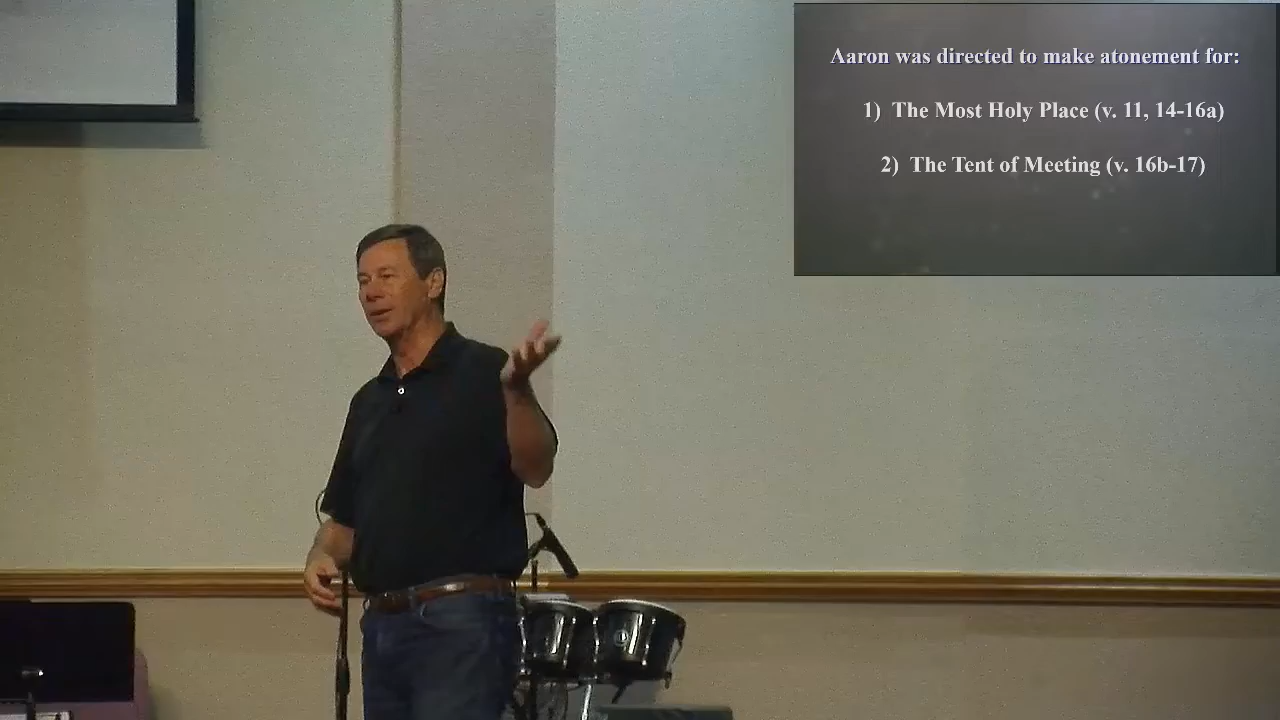 Aaron was directed to make atonement for:
1) The Most Holy Place (v. 11, 14-16a)
2) The Tent of Meeting (v. 16b-17)